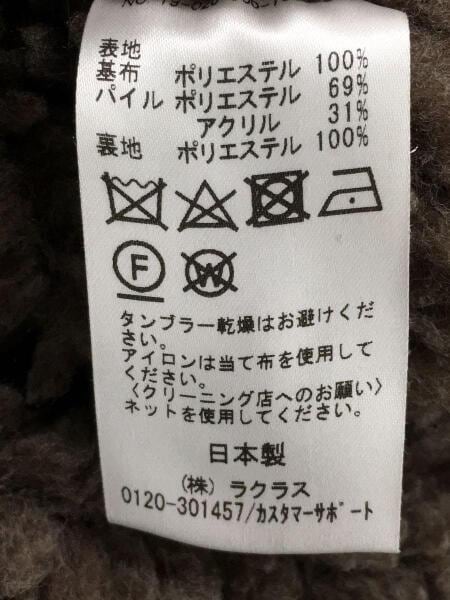 表地
基布 ポリエステル 100%
パイル ポリエステル 69%
アクリル 31%
裏地 ポリエステル 100%
F
W
タンブラー乾燥はお避けくだ
さい。
アイロンは当て布を使用して
ください。
〈クリーニング店へのお願い〉
ネットを使用してください。
日本製
(株) ラクラス
0120-301457/ｶｽﾀﾏｰｻﾎﾟｰﾄ